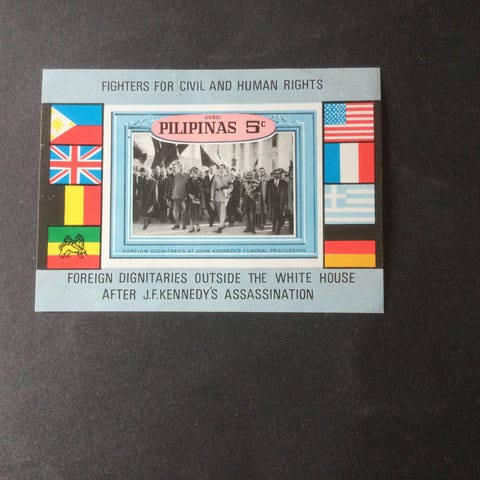 FIGHTERS FOR CIVIL AND HUMAN RIGHTS
AIRMAIL
PILIPINAS 5c
FOREIGN DIGNITARIES AT JOHN KENNEDY'S FUNERAL PROCESSION
FOREIGN DIGNITARIES OUTSIDE THE WHITE HOUSE
AFTER J.F.KENNEDY'S ASSASSINATION